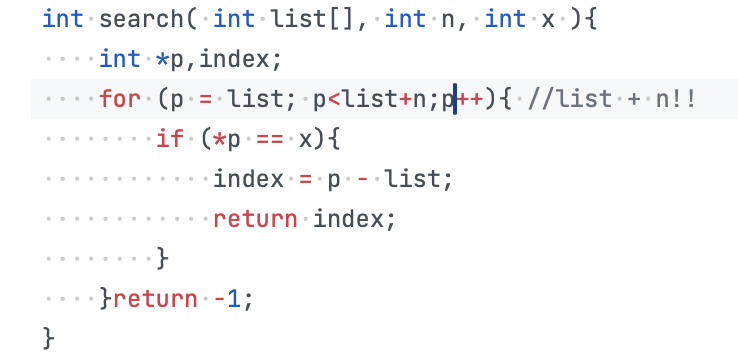 int search( int list[], int n, int x ){
    int *p,index;
    for (p = list; p<list+n;p++){ //list + n!!
        if (*p == x){
            index = p - list;
            return index;
        }
    }return -1;
}